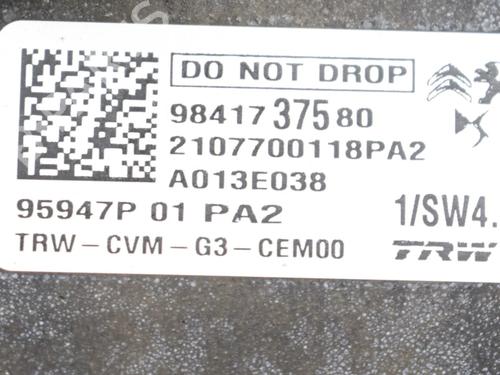 DO NOT DROP
98417 375 80
2107700118PA2
A013E038
95947P 01 PA2 1/SW4.
TRW-CVM-G3-CEM00 TRW